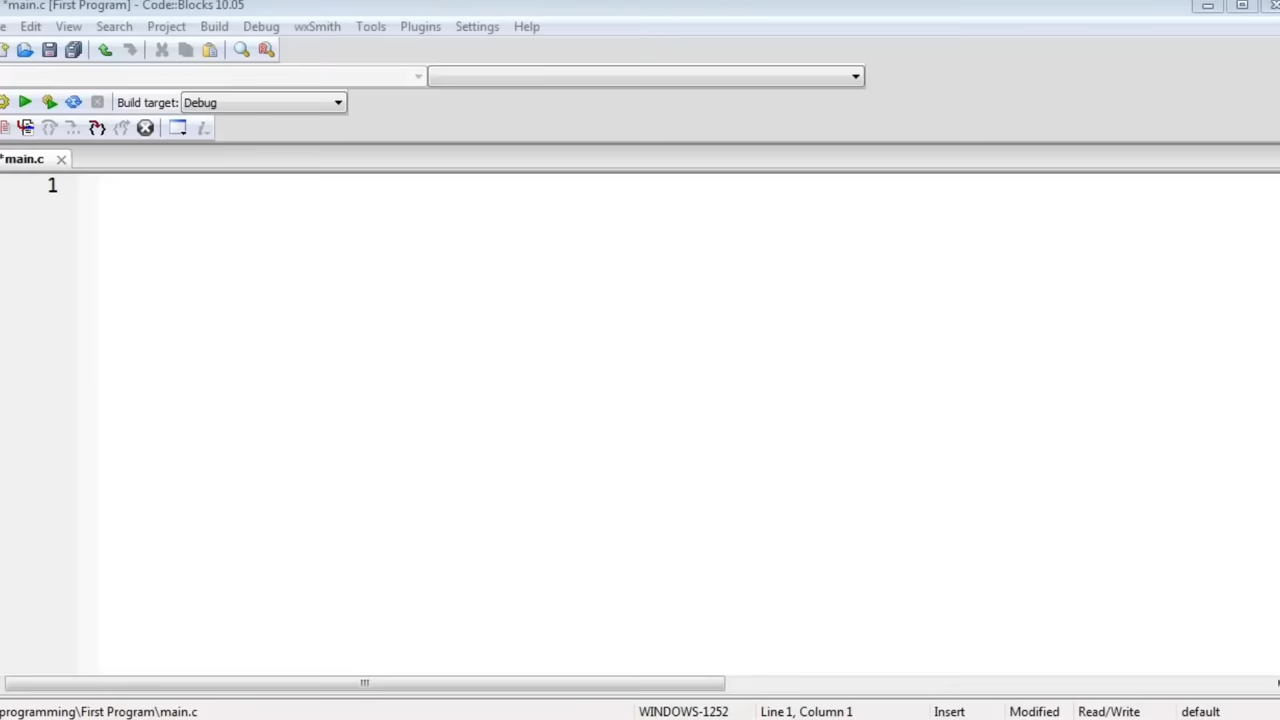 *main.c [First Program] - Code::Blocks 10.05
e Edit View Search Project Build Debug wxSmith Tools Plugins Settings Help
Build target: Debug
*main.c
1
programming\First Program\main.c WINDOWS-1252 Line 1, Column 1 Insert Modified Read/Write default